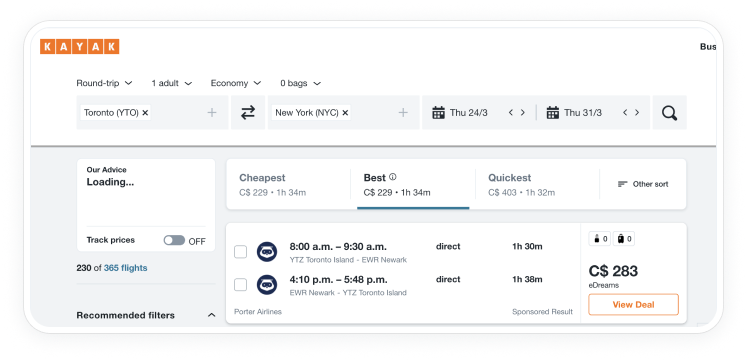 KAYAK
Bus
Round-trip 1 adult Economy 0 bags
Toronto (YTO) × + New York (NYC) × + Thu 24/3 < > Thu 31/3 < >
Our Advice
Loading...
Track prices OFF
230 of 365 flights
Recommended filters
Cheapest
C$ 229 • 1h 34m
Best
C$ 229 • 1h 34m
Quickest
C$ 403 • 1h 32m
Other sort
8:00 a.m. – 9:30 a.m. direct 1h 30m
YTZ Toronto Island - EWR Newark
4:10 p.m. – 5:48 p.m. direct 1h 38m
EWR Newark - YTZ Toronto Island
Porter Airlines Sponsored Result
0 0
C$ 283
eDreams
View Deal